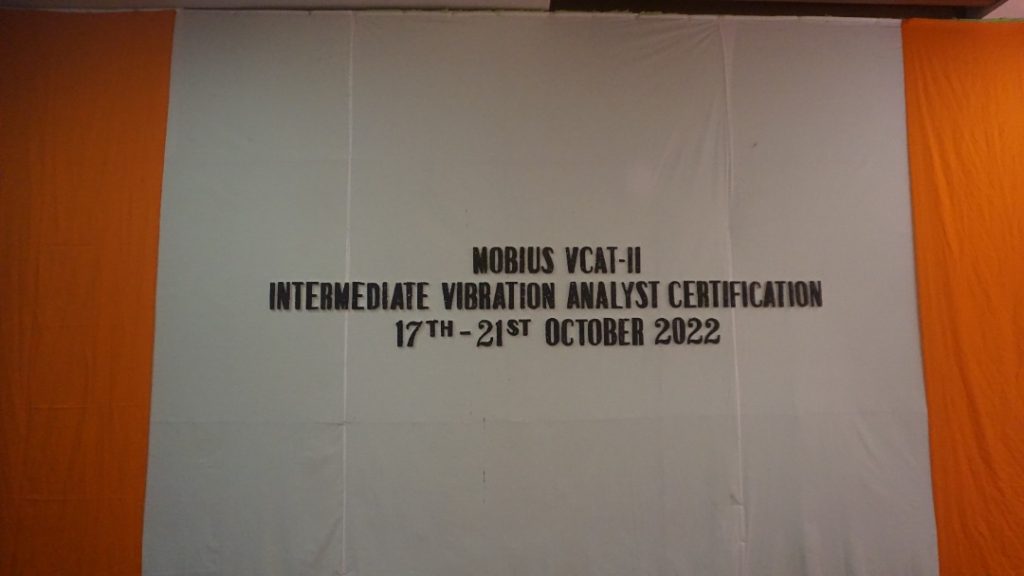 MOBIUS VCAT-II
INTERMEDIATE VIBRATION ANALYST CERTIFICATION
17TH - 21ST OCTOBER 2022